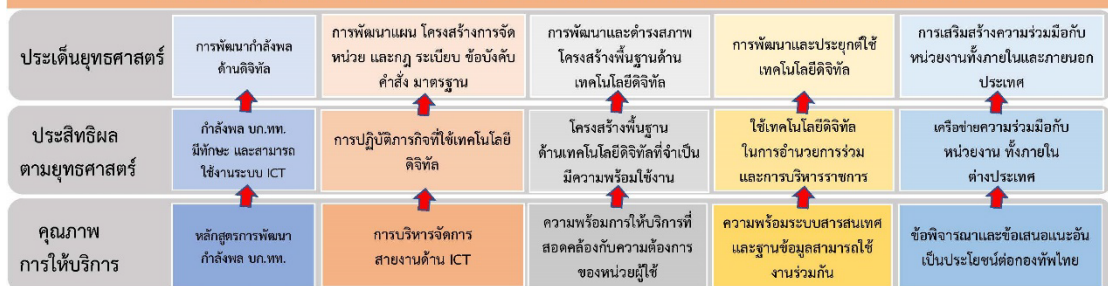 ประเด็นยุทธศาสตร์
การพัฒนากำลังพล
ด้านดิจิทัล
การพัฒนาแผน โครงสร้างการจัด
หน่วย และกฎ ระเบียบ ข้อบังคับ
คำสั่ง มาตรฐาน
การพัฒนาและดำรงสภาพ
โครงสร้างพื้นฐานด้าน
เทคโนโลยีดิจิทัล
การพัฒนาและประยุกต์ใช้
เทคโนโลยีดิจิทัล
การเสริมสร้างความร่วมมือกับ
หน่วยงานทั้งภายในและภายนอก
ประเทศ
ประสิทธิผล
ตามยุทธศาสตร์
กำลังพล บก.ทท.
มีทักษะ และสามารถ
ใช้งานระบบ ICT
การปฏิบัติภารกิจที่ใช้เทคโนโลยี
ดิจิทัล
โครงสร้างพื้นฐาน
ด้านเทคโนโลยีดิจิทัลที่จำเป็น
มีความพร้อมใช้งาน
ใช้เทคโนโลยีดิจิทัล
ในการอำนวยการร่วม
และการบริหารราชการ
เครือข่ายความร่วมมือกับ
หน่วยงาน ทั้งภายใน
ต่างประเทศ
คุณภาพ
การให้บริการ
หลักสูตรการพัฒนา
กำลังพล บก.ทท.
การบริหารจัดการ
สายงานด้าน ICT
ความพร้อมการให้บริการที่
สอดคล้องกับความต้องการ
ของหน่วยผู้ใช้
ความพร้อมระบบสารสนเทศ
และฐานข้อมูลสามารถใช้
งานร่วมกัน
ข้อพิจารณาและข้อเสนอแนะอัน
เป็นประโยชน์ต่อกองทัพไทย